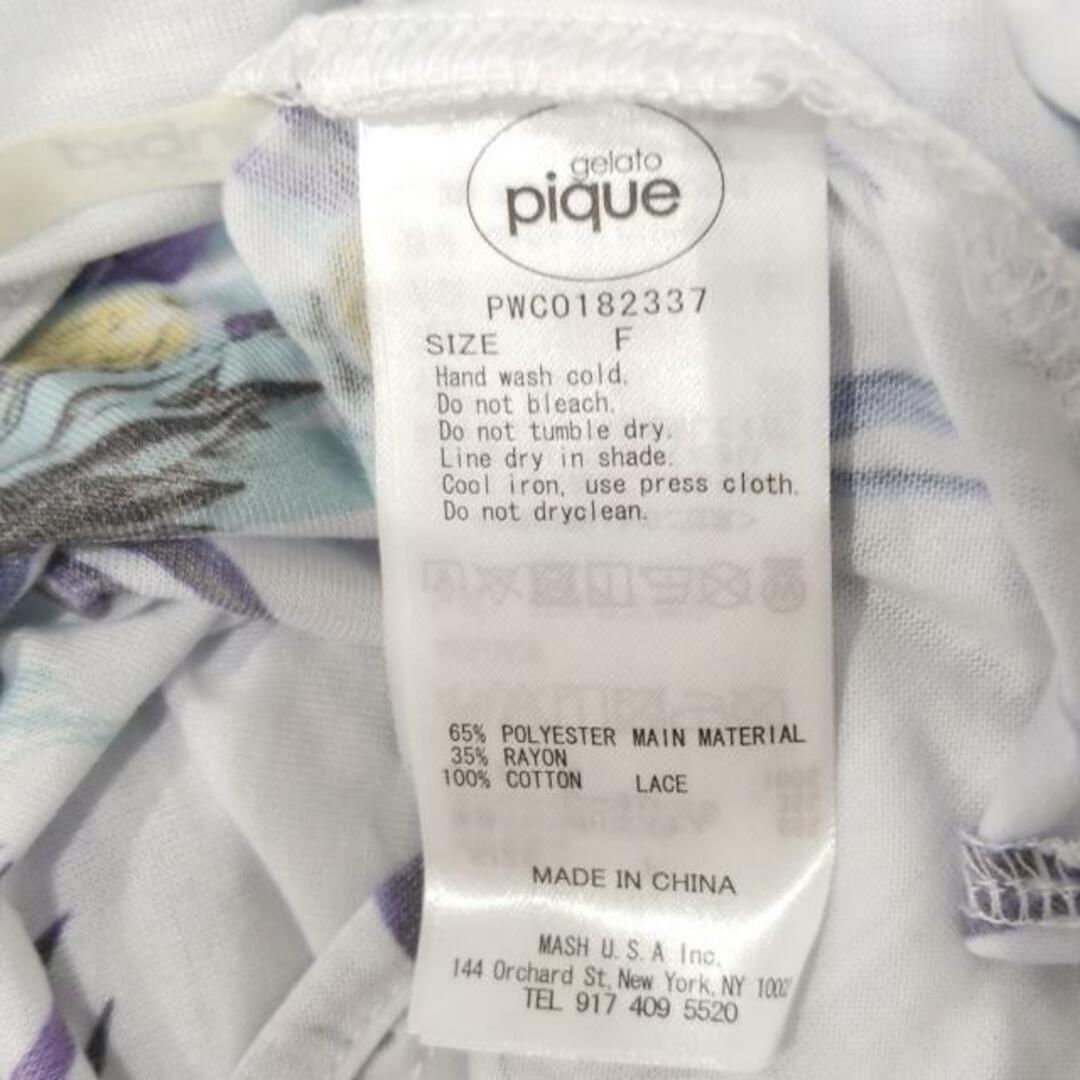 gelato
pique
PWCO182337
SIZE F
Hand wash cold.
Do not bleach.
Do not tumble dry.
Line dry in shade.
Cool iron, use press cloth.
Do not dryclean.
65% POLYESTER MAIN MATERIAL
35% RAYON
100% COTTON LACE
MADE IN CHINA
MASH U.S.A Inc.
144 Orchard St, New York, NY
TEL 917 409 5520